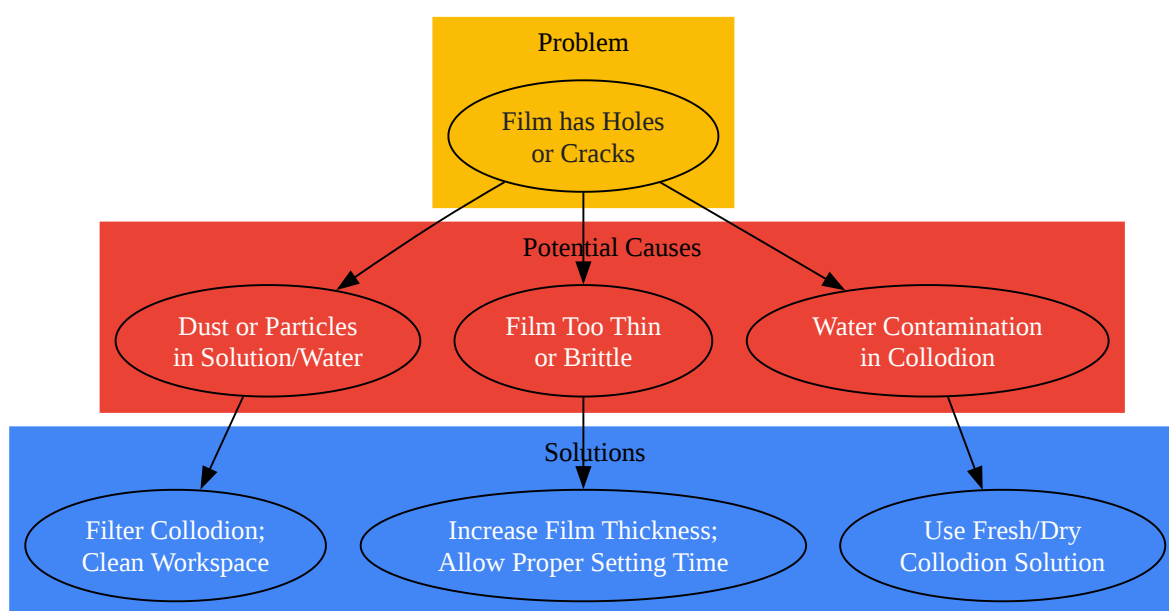 Problem
Film has Holes
or Cracks
Potential Causes
Dust or Particles
in Solution/Water
Film Too Thin
or Brittle
Water Contamination
in Collodion
Solutions
Filter Collodion;
Clean Workspace
Increase Film Thickness;
Allow Proper Setting Time
Use Fresh/Dry
Collodion Solution